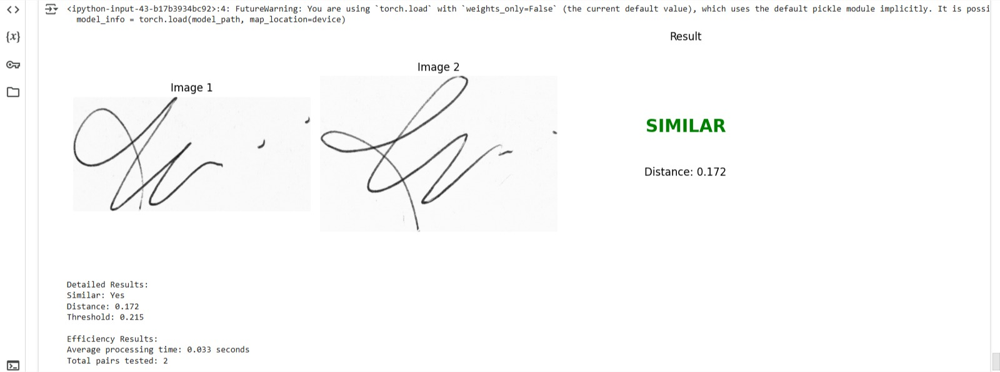 <ipython-input-43-b17b3934bc92>:4: FutureWarning: You are using `torch.load` with `weights_only=False` (the current default value), which uses the default pickle module implicitly. It is possi
model_info = torch.load(model_path, map_location=device)
Result
Image 2
Image 1
SIMILAR
Distance: 0.172
Detailed Results:
Similar: Yes
Distance: 0.172
Threshold: 0.215
Efficiency Results:
Average processing time: 0.033 seconds
Total pairs tested: 2